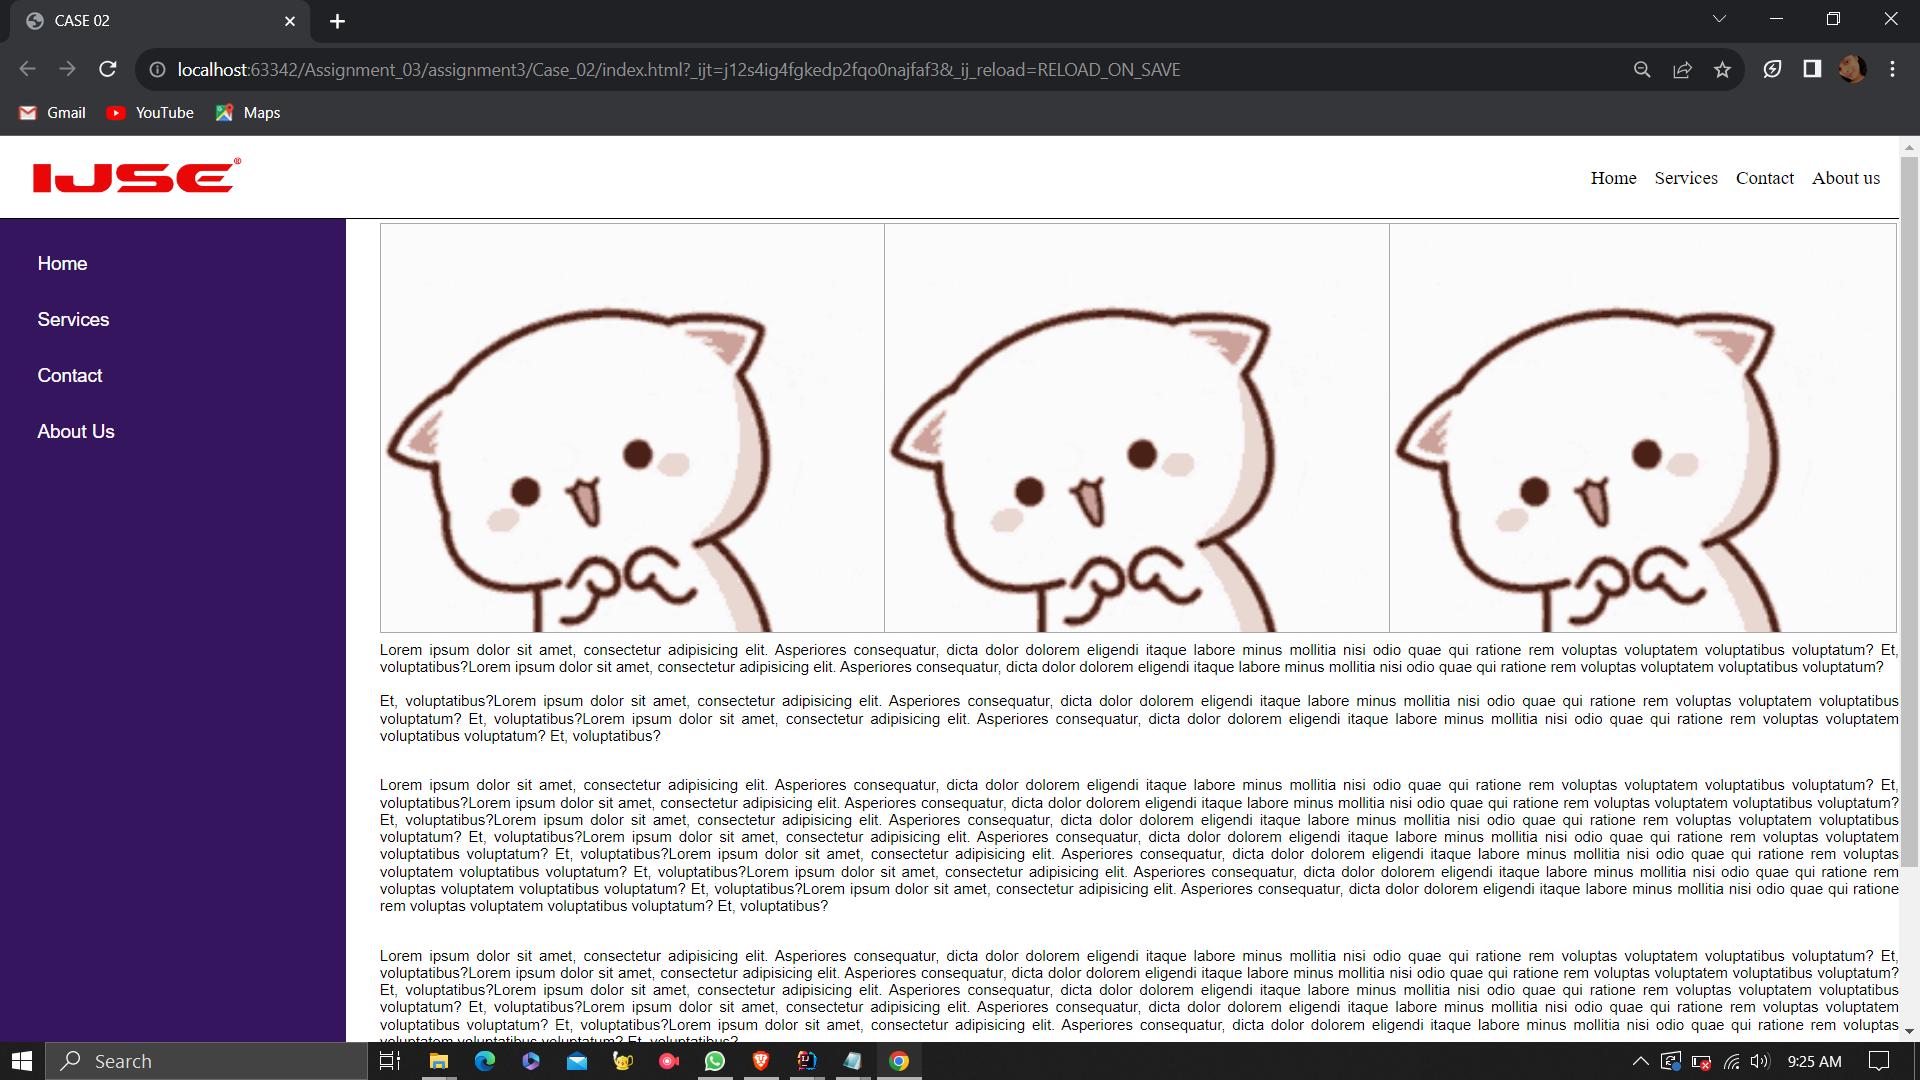 CASE 02
localhost:63342/Assignment_03/assignment3/Case_02/index.html?_ijt=j12s4ig4fgkedp2fqo0najfaf3&_ij_reload=RELOAD_ON_SAVE
Gmail YouTube Maps
IJSE®
Home Services Contact About us
Home
Services
Contact
About Us
Lorem ipsum dolor sit amet, consectetur adipisicing elit. Asperiores consequatur, dicta dolor dolorem eligendi itaque labore minus mollitia nisi odio quae qui ratione rem voluptas voluptatem voluptatibus voluptatum? Et,
voluptatibus?Lorem ipsum dolor sit amet, consectetur adipisicing elit. Asperiores consequatur, dicta dolor dolorem eligendi itaque labore minus mollitia nisi odio quae qui ratione rem voluptas voluptatem voluptatibus voluptatum?
Et, voluptatibus?Lorem ipsum dolor sit amet, consectetur adipisicing elit. Asperiores consequatur, dicta dolor dolorem eligendi itaque labore minus mollitia nisi odio quae qui ratione rem voluptas voluptatem voluptatibus
voluptatum? Et, voluptatibus?Lorem ipsum dolor sit amet, consectetur adipisicing elit. Asperiores consequatur, dicta dolor dolorem eligendi itaque labore minus mollitia nisi odio quae qui ratione rem voluptas voluptatem
voluptatibus voluptatum? Et, voluptatibus?
Lorem ipsum dolor sit amet, consectetur adipisicing elit. Asperiores consequatur, dicta dolor dolorem eligendi itaque labore minus mollitia nisi odio quae qui ratione rem voluptas voluptatem voluptatibus voluptatum? Et,
voluptatibus?Lorem ipsum dolor sit amet, consectetur adipisicing elit. Asperiores consequatur, dicta dolor dolorem eligendi itaque labore minus mollitia nisi odio quae qui ratione rem voluptas voluptatem voluptatibus voluptatum?
Et, voluptatibus?Lorem ipsum dolor sit amet, consectetur adipisicing elit. Asperiores consequatur, dicta dolor dolorem eligendi itaque labore minus mollitia nisi odio quae qui ratione rem voluptas voluptatem voluptatibus
voluptatum? Et, voluptatibus?Lorem ipsum dolor sit amet, consectetur adipisicing elit. Asperiores consequatur, dicta dolor dolorem eligendi itaque labore minus mollitia nisi odio quae qui ratione rem voluptas voluptatem
voluptatibus voluptatum? Et, voluptatibus?Lorem ipsum dolor sit amet, consectetur adipisicing elit. Asperiores consequatur, dicta dolor dolorem eligendi itaque labore minus mollitia nisi odio quae qui ratione rem voluptas
voluptatem voluptatibus voluptatum? Et, voluptatibus?Lorem ipsum dolor sit amet, consectetur adipisicing elit. Asperiores consequatur, dicta dolor dolorem eligendi itaque labore minus mollitia nisi odio quae qui ratione rem
voluptas voluptatem voluptatibus voluptatum? Et, voluptatibus?Lorem ipsum dolor sit amet, consectetur adipisicing elit. Asperiores consequatur, dicta dolor dolorem eligendi itaque labore minus mollitia nisi odio quae qui ratione
rem voluptas voluptatem voluptatibus voluptatum? Et, voluptatibus?
Lorem ipsum dolor sit amet, consectetur adipisicing elit. Asperiores consequatur, dicta dolor dolorem eligendi itaque labore minus mollitia nisi odio quae qui ratione rem voluptas voluptatem voluptatibus voluptatum? Et,
voluptatibus?Lorem ipsum dolor sit amet, consectetur adipisicing elit. Asperiores consequatur, dicta dolor dolorem eligendi itaque labore minus mollitia nisi odio quae qui ratione rem voluptas voluptatem voluptatibus voluptatum?
Et, voluptatibus?Lorem ipsum dolor sit amet, consectetur adipisicing elit. Asperiores consequatur, dicta dolor dolorem eligendi itaque labore minus mollitia nisi odio quae qui ratione rem voluptas voluptatem voluptatibus
voluptatum? Et, voluptatibus?Lorem ipsum dolor sit amet, consectetur adipisicing elit. Asperiores consequatur, dicta dolor dolorem eligendi itaque labore minus mollitia nisi odio quae qui ratione rem voluptas voluptatem
voluptatibus voluptatum? Et, voluptatibus?Lorem ipsum dolor sit amet, consectetur adipisicing elit. Asperiores consequatur, dicta dolor dolorem eligendi itaque labore minus mollitia nisi odio quae qui ratione rem voluptas
voluptatem voluptatibus voluptatum? Et, voluptatibus?
Search
9:25 AM